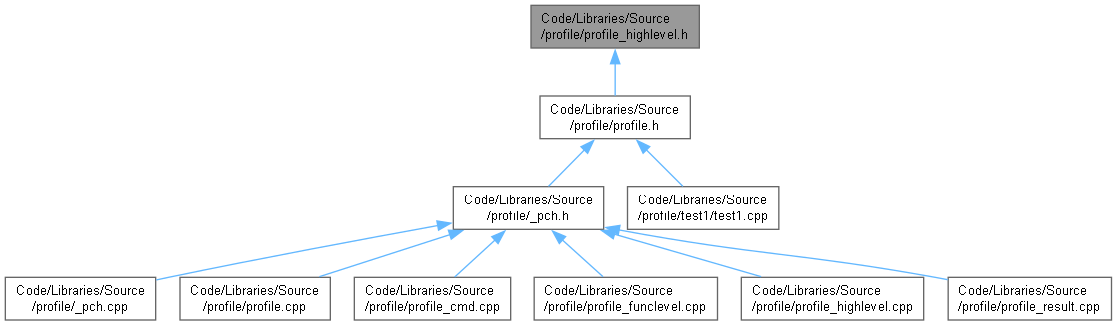 Code/Libraries/Source
/profile/profile_highlevel.h
Code/Libraries/Source
/profile/profile.h
Code/Libraries/Source
/profile/_pch.h
Code/Libraries/Source
/profile/test1/test1.cpp
Code/Libraries/Source
/profile/_pch.cpp
Code/Libraries/Source
/profile/profile.cpp
Code/Libraries/Source
/profile/profile_cmd.cpp
Code/Libraries/Source
/profile/profile_funclevel.cpp
Code/Libraries/Source
/profile/profile_highlevel.cpp
Code/Libraries/Source
/profile/profile_result.cpp